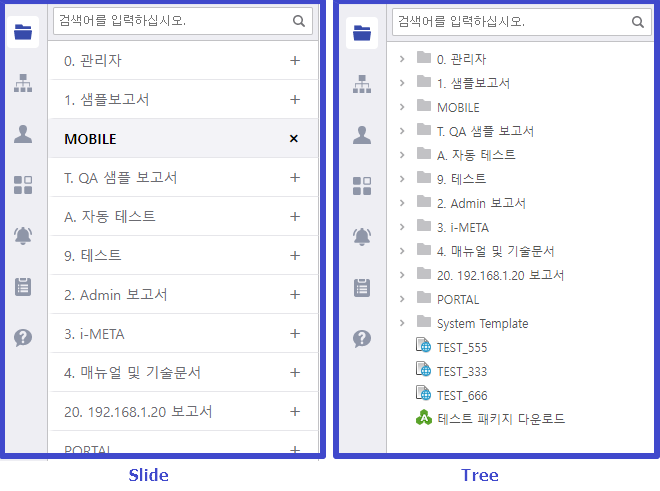 검색어를 입력하십시오.
0. 관리자
1. 샘플보고서
MOBILE
T. QA 샘플 보고서
A. 자동 테스트
9. 테스트
2. Admin 보고서
3. i-META
4. 매뉴얼 및 기술문서
20. 192.168.1.20 보고서
PORTAL
Slide
검색어를 입력하십시오.
0. 관리자
1. 샘플보고서
MOBILE
T. QA 샘플 보고서
A. 자동 테스트
9. 테스트
2. Admin 보고서
3. i-META
4. 매뉴얼 및 기술문서
20. 192.168.1.20 보고서
PORTAL
System Template
TEST_555
TEST_333
TEST_666
테스트 패키지 다운로드
Tree